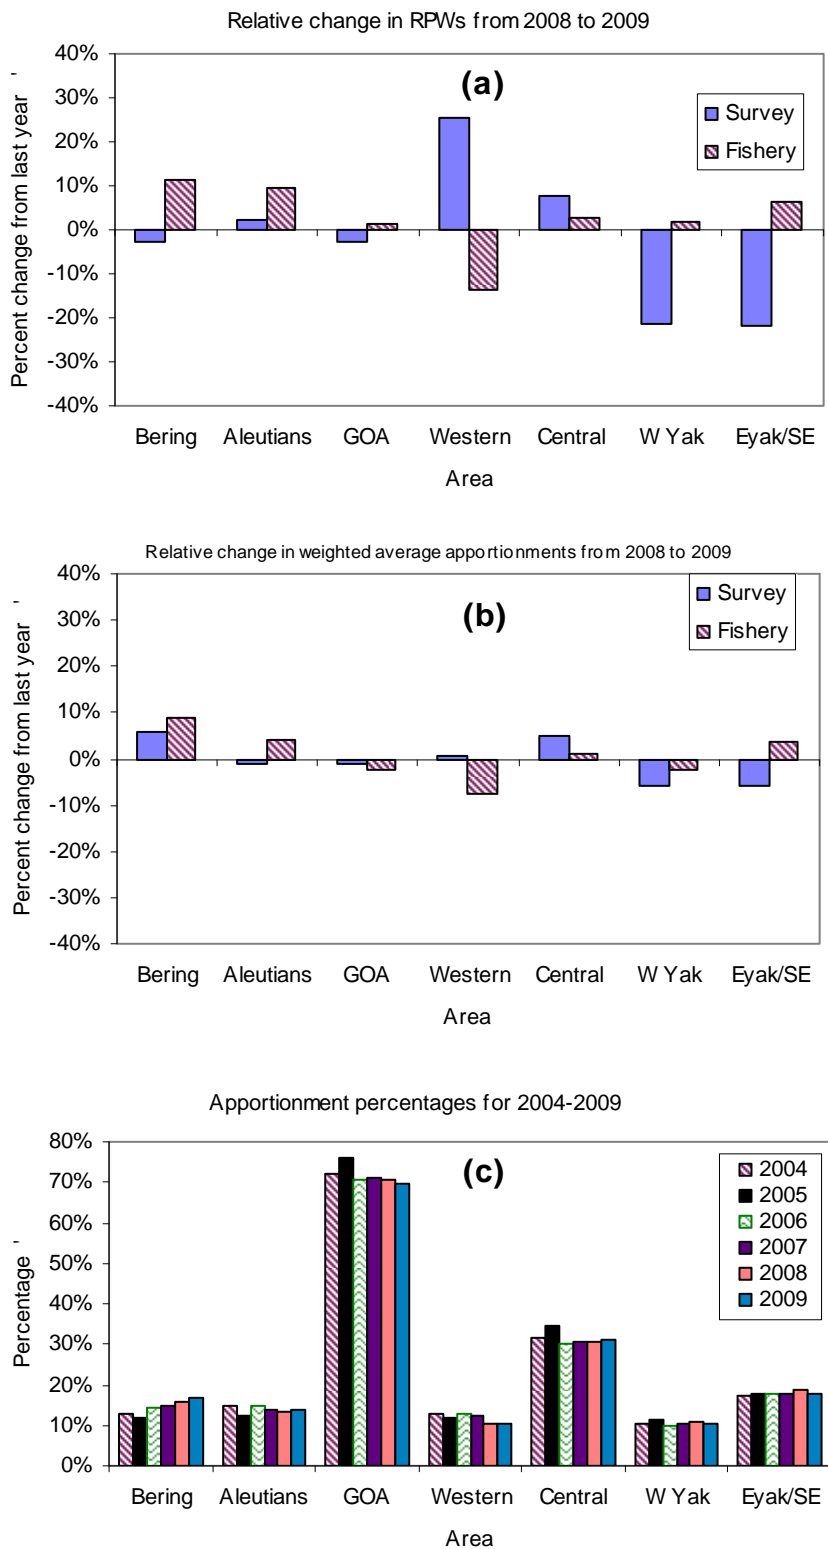 Relative change in RPWs from 2008 to 2009
40%
30%
20%
10%
0%
-10%
-20%
-30%
-40%
Percent change from last year '
(a)
Survey
Fishery
Bering Aleutians GOA Western Central W Yak Eyak/SE
Area
Relative change in weighted average apportionments from 2008 to 2009
40%
30%
20%
10%
0%
-10%
-20%
-30%
-40%
Percent change from last year '
(b)
Survey
Fishery
Bering Aleutians GOA Western Central W Yak Eyak/SE
Area
Apportionment percentages for 2004-2009
80%
70%
60%
50%
40%
30%
20%
10%
0%
Percentage '
(c)
2004
2005
2006
2007
2008
2009
Bering Aleutians GOA Western Central W Yak Eyak/SE
Area